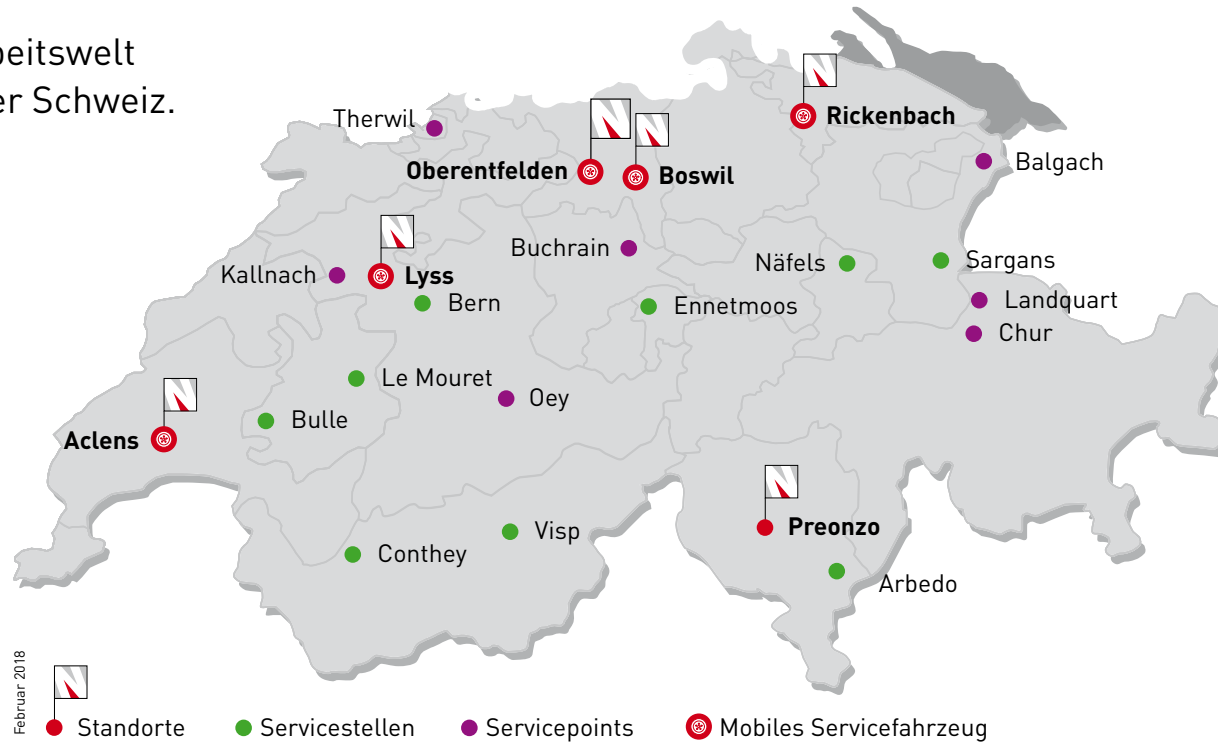 beitswelt
er Schweiz.
Therwil
Rickenbach
Oberentfelden
Boswil
Balgach
Buchrain
Näfels
Sargans
Kallnach
Lyss
Bern
Ennetmoos
Landquart
Chur
Le Mouret
Oey
Bulle
Aclens
Preonzo
Visp
Conthey
Arbedo
Februar 2018
Standorte
Servicestellen
Servicepoints
Mobiles Servicefahrzeug